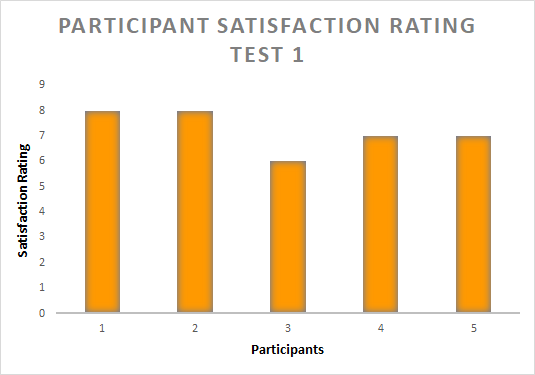 PARTICIPANT SATISFACTION RATING
TEST 1
9
8
7
6
5
4
3
2
1
0
Satisfaction Rating
1 2 3 4 5
Participants